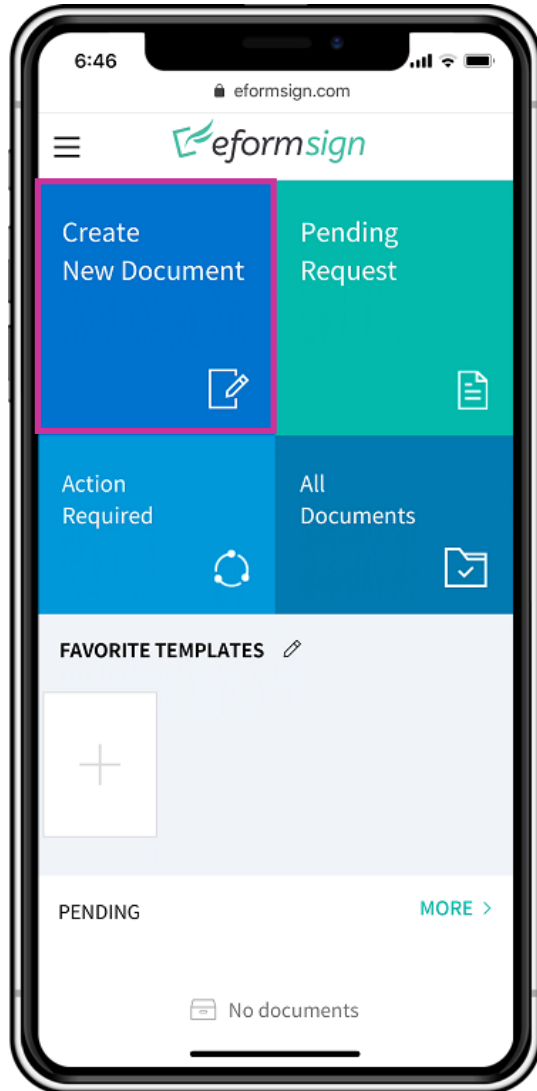 6:46
eformsign.com
eformsign
Create
New Document
Pending
Request
Action
Required
All
Documents
FAVORITE TEMPLATES
PENDING
MORE >
No documents